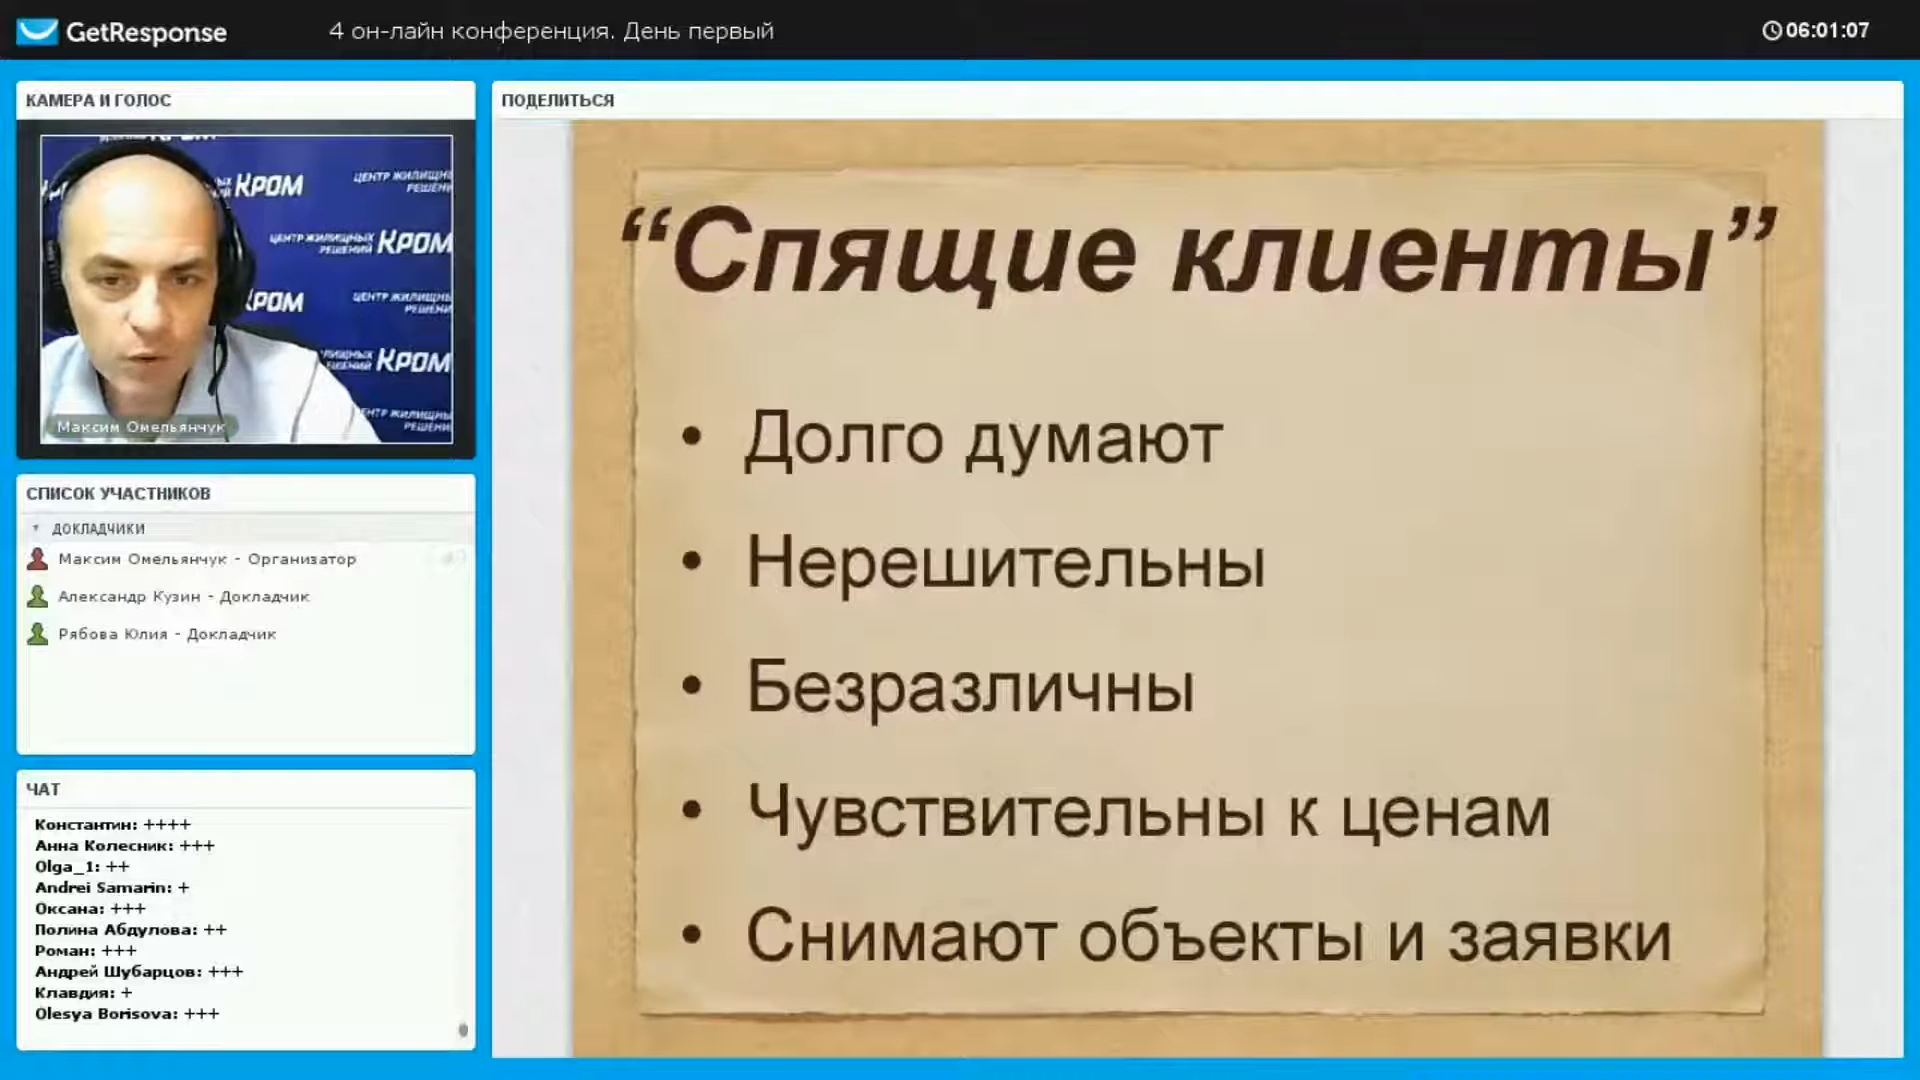 GetResponse
4 он-лайн конференция. День первый
06:01:07
КАМЕРА И ГОЛОС
КРОМ
ЦЕНТР ЖИЛИЩНЫХ
РЕШЕНИЙ
КРОМ
Максим Омельянчук
СПИСОК УЧАСТНИКОВ
ДОКЛАДЧИКИ
Максим Омельянчук - Организатор
Александр Кузин - Докладчик
Рябова Юлия - Докладчик
ЧАТ
Константин: ++++
Анна Колесник: +++
Olga_1: ++
Andrei Samarin: +
Оксана: +++
Полина Абдулова: ++
Роман: +++
Андрей Шубарцов: +++
Клавдия: +
Olesya Borisova: +++
ПОДЕЛИТЬСЯ
“Спящие клиенты”
• Долго думают
• Нерешительны
• Безразличны
• Чувствительны к ценам
• Снимают объекты и заявки